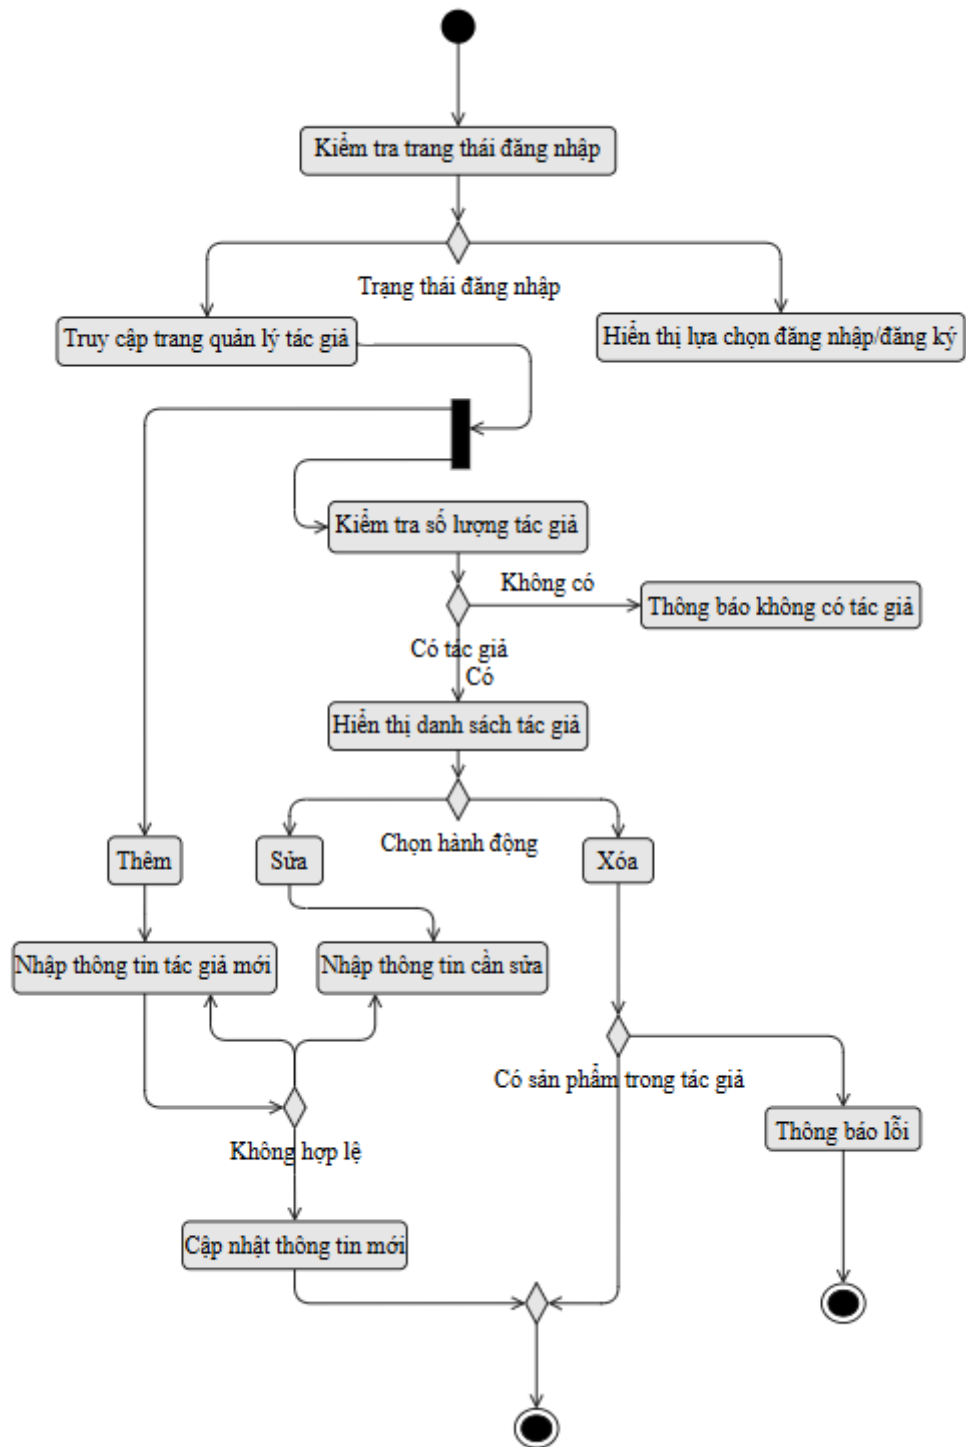 Kiểm tra trang thái đăng nhập
Trạng thái đăng nhập
Truy cập trang quản lý tác giả
Hiển thị lựa chọn đăng nhập/đăng ký
Kiểm tra số lượng tác giả
Không có
Thông báo không có tác giả
Có tác giả
Có
Hiển thị danh sách tác giả
Chọn hành động
Thêm
Sửa
Xóa
Nhập thông tin tác giả mới
Nhập thông tin cần sửa
Có sản phẩm trong tác giả
Thông báo lỗi
Không hợp lệ
Cập nhật thông tin mới